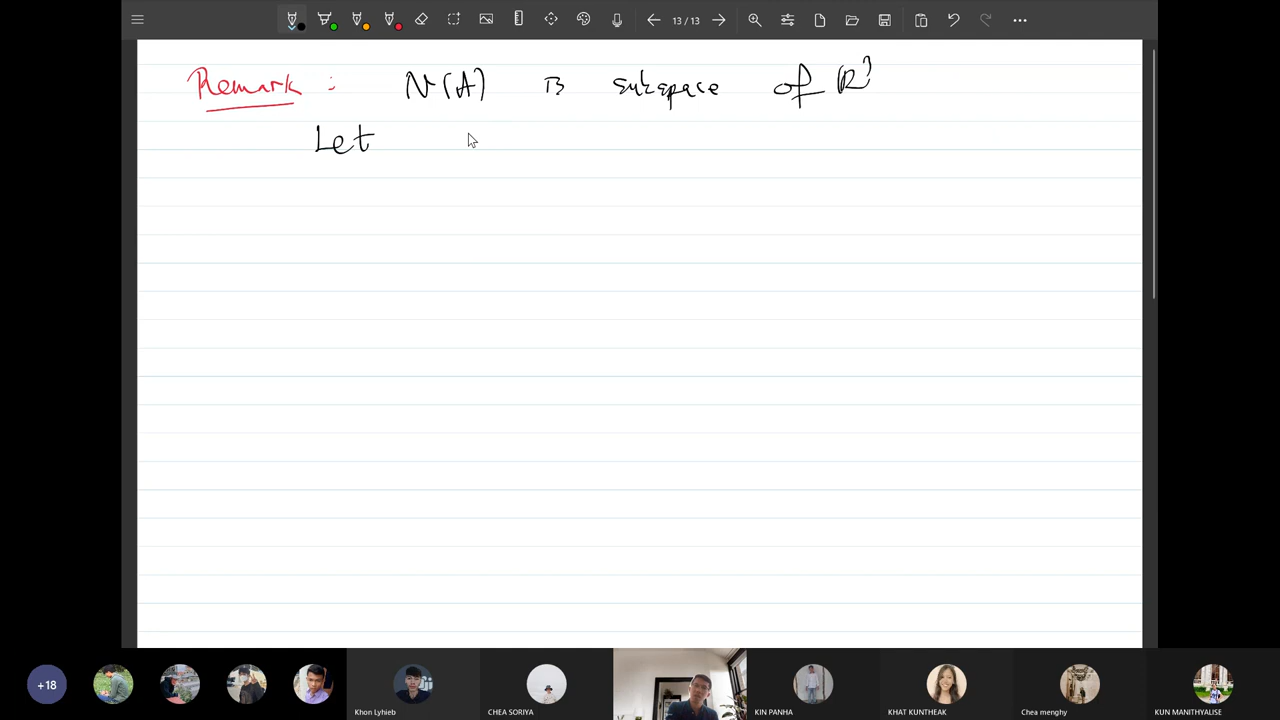 13 / 13
Remark : N(A) is subspace of R³
Let
+18
Khon Lyhieb
CHEA SORIYA
KIN PANHA
KHAT KUNTHEAK
Chea menghy
KUN MANITHYALISE